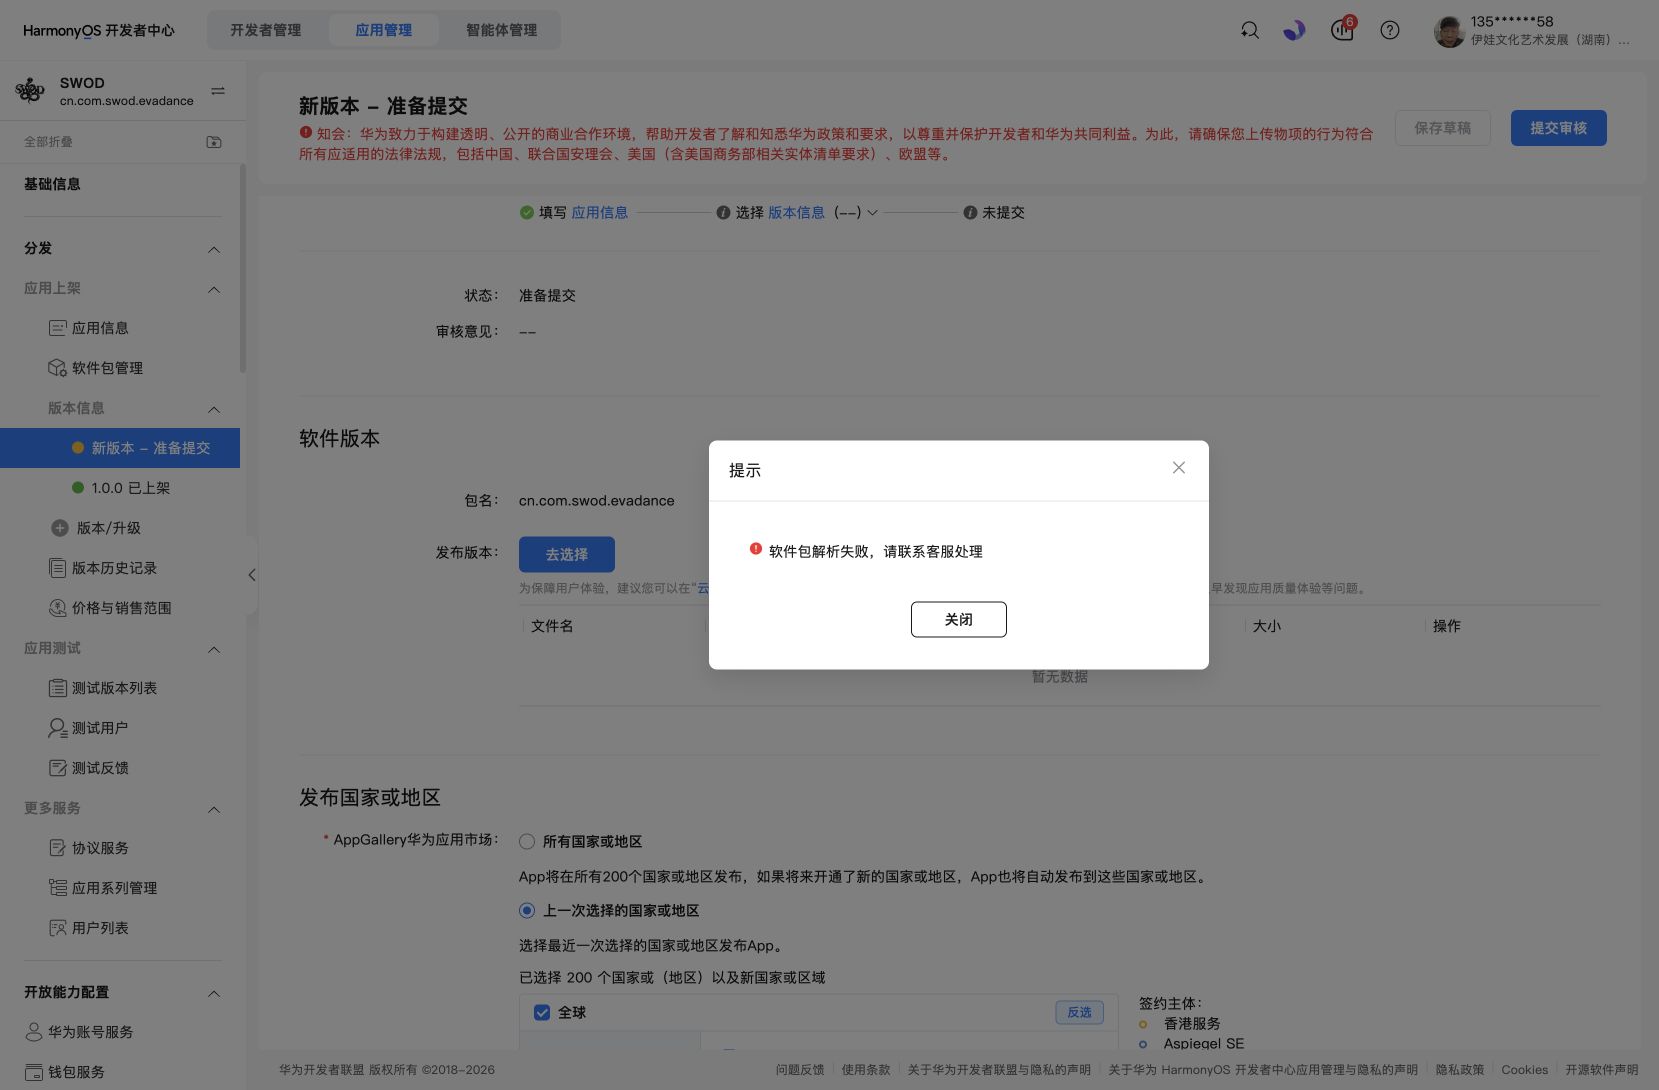 HarmonyOS 开发者中心
开发者管理
应用管理
智能体管理
6
135******58
伊娃文化艺术发展（湖南）...
SWOD
cn.com.swod.evadance
全部折叠
基础信息
分发
应用上架
应用信息
软件包管理
版本信息
新版本 - 准备提交
1.0.0 已上架
版本/升级
版本历史记录
价格与销售范围
应用测试
测试版本列表
测试用户
测试反馈
更多服务
协议服务
应用系列管理
用户列表
开放能力配置
华为账号服务
钱包服务
新版本 - 准备提交
知会：华为致力于构建透明、公开的商业合作环境，帮助开发者了解和知悉华为政策和要求，以尊重并保护开发者和华为共同利益。为此，请确保您上传物项的行为符合
所有应适用的法律法规，包括中国、联合国安理会、美国（含美国商务部相关实体清单要求）、欧盟等。
保存草稿
提交审核
填写 应用信息
选择 版本信息 (--)
未提交
状态： 准备提交
审核意见： --
软件版本
包名： cn.com.swod.evadance
发布版本： 去选择
为保障用户体验，建议您可以在"云
早发现应用质量体验等问题。
文件名
大小
操作
暂无数据
提示
软件包解析失败，请联系客服处理
关闭
发布国家或地区
* AppGallery华为应用市场： 所有国家或地区
App将在所有200个国家或地区发布，如果将来开通了新的国家或地区，App也将自动发布到这些国家或地区。
上一次选择的国家或地区
选择最近一次选择的国家或地区发布App。
已选择 200 个国家或（地区）以及新国家或区域
全球
反选
签约主体：
香港服务
Aspiegel SE
华为开发者联盟 版权所有 ©2018-2026
问题反馈
使用条款
关于华为开发者联盟与隐私的声明
关于华为 HarmonyOS 开发者中心应用管理与隐私的声明
隐私政策
Cookies
开源软件声明